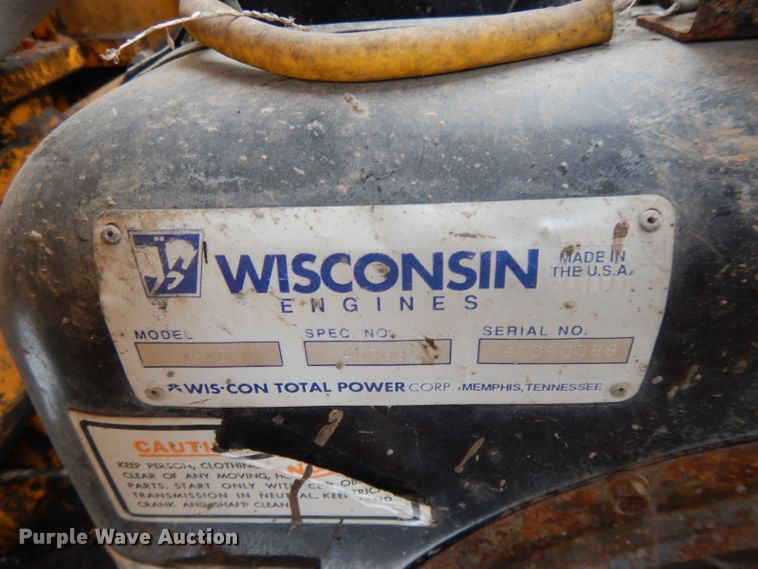 WISCONSIN
ENGINES
MADE IN
THE U.S.A.
MODEL SPEC. NO. SERIAL NO.
WIS-CON TOTAL POWER CORP. MEMPHIS, TENNESSEE
KEEP PERSON, CLOTHING
CLEAR OF ANY MOVING,
PARTS. START ONLY WITH
TRANSMISSION IN NEUTRAL. KEEP
CRANK AND SHAFT CLEAN
Purple Wave Auction